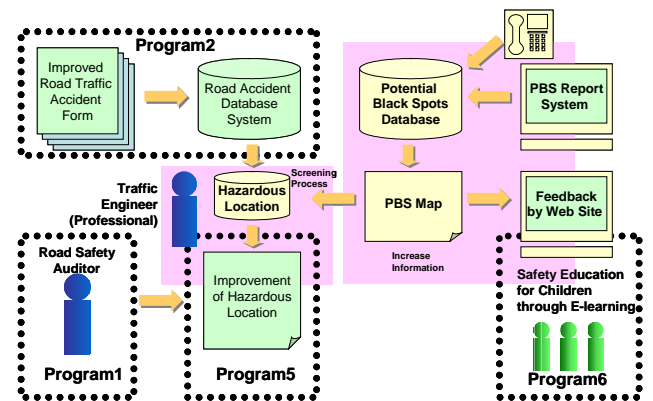 Program2
Improved
Road Traffic
Accident
Form
Road Accident
Database
System
Potential
Black Spots
Database
PBS Report
System
Traffic
Engineer
(Professional)
Hazardous
Location
Screening
Process
PBS Map
Feedback
by Web Site
Increase
Information
Road Safety
Auditor
Improvement
of Hazardous
Location
Safety Education
for Children
through E-learning
Program1
Program5
Program6